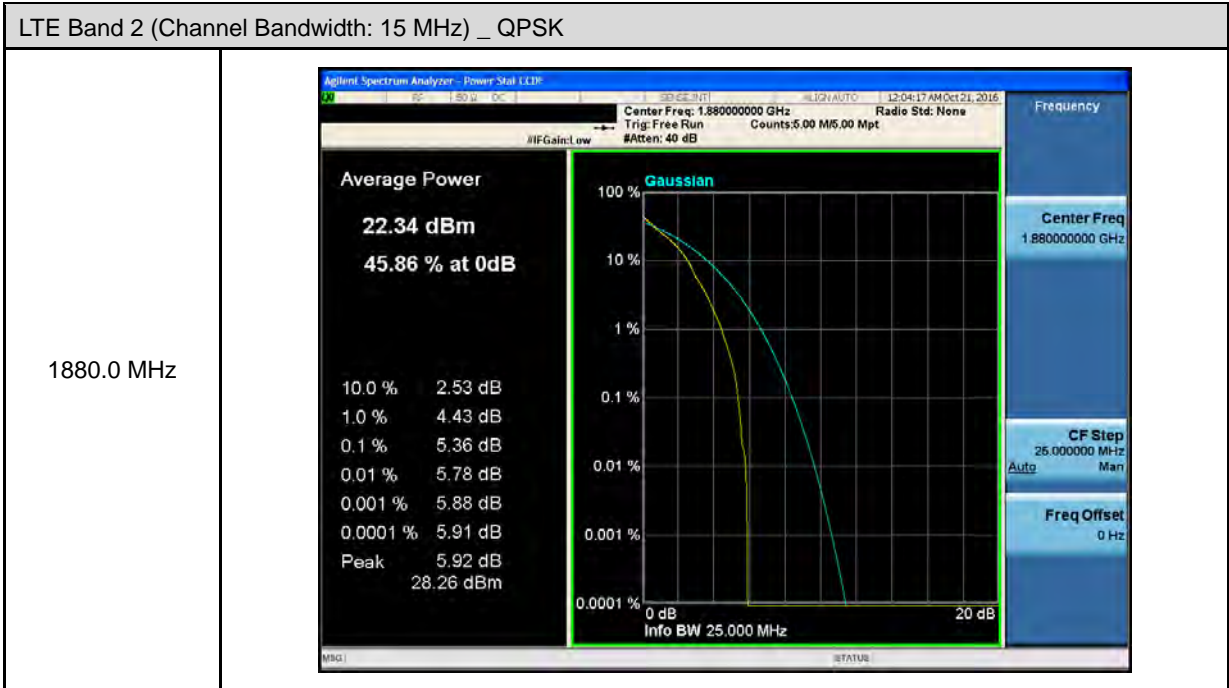 LTE Band 2 (Channel Bandwidth: 15 MHz) _ QPSK
1880.0 MHz
Agilent Spectrum Analyzer - Power Stat CCDF
RF 50 Ω DC SENSE:INT ALIGN AUTO 12:04:17 AM Oct 21, 2016
Center Freq: 1.880000000 GHz Radio Std: None
Trig: Free Run Counts:5.00 M/5.00 Mpt
#IFGain:Low #Atten: 40 dB
Average Power
22.34 dBm
45.86 % at 0dB
10.0 % 2.53 dB
1.0 % 4.43 dB
0.1 % 5.36 dB
0.01 % 5.78 dB
0.001 % 5.88 dB
0.0001 % 5.91 dB
Peak 5.92 dB
28.26 dBm
Gaussian
100 %
10 %
1 %
0.1 %
0.01 %
0.001 %
0.0001 %
0 dB 20 dB
Info BW 25.000 MHz
Frequency
Center Freq
1.880000000 GHz
CF Step
25.000000 MHz
Auto Man
Freq Offset
0 Hz
MSG STATUS